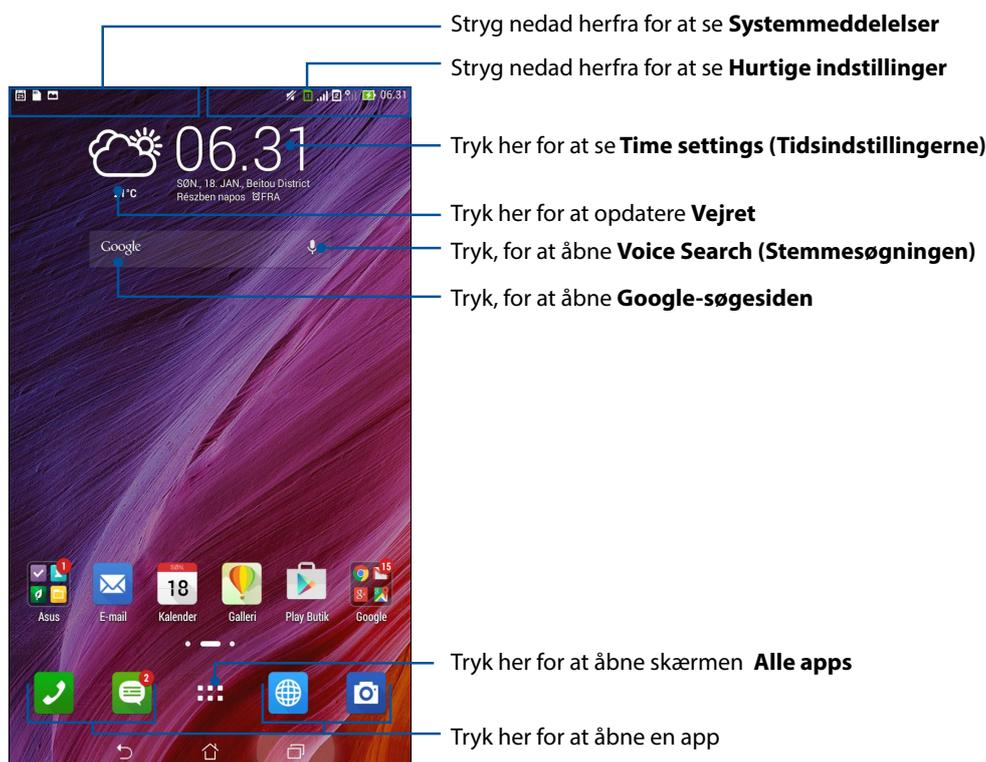 Stryg nedad herfra for at se Systemmeddelelser
Stryg nedad herfra for at se Hurtige indstillinger
06.31
06.31
Tryk her for at se Time settings (Tidsindstillingerne)
SØN., 18. JAN., Beitou District
°C
Részben napos FRA
Tryk her for at opdatere Vejret
Google
Tryk, for at åbne Voice Search (Stemmesøgningen)
Tryk, for at åbne Google-søgesiden
1
SØN
18
15
Asus
E-mail
Kalender
Galleri
Play Butik
Google
Tryk her for at åbne skærmen Alle apps
2
Tryk her for at åbne en app